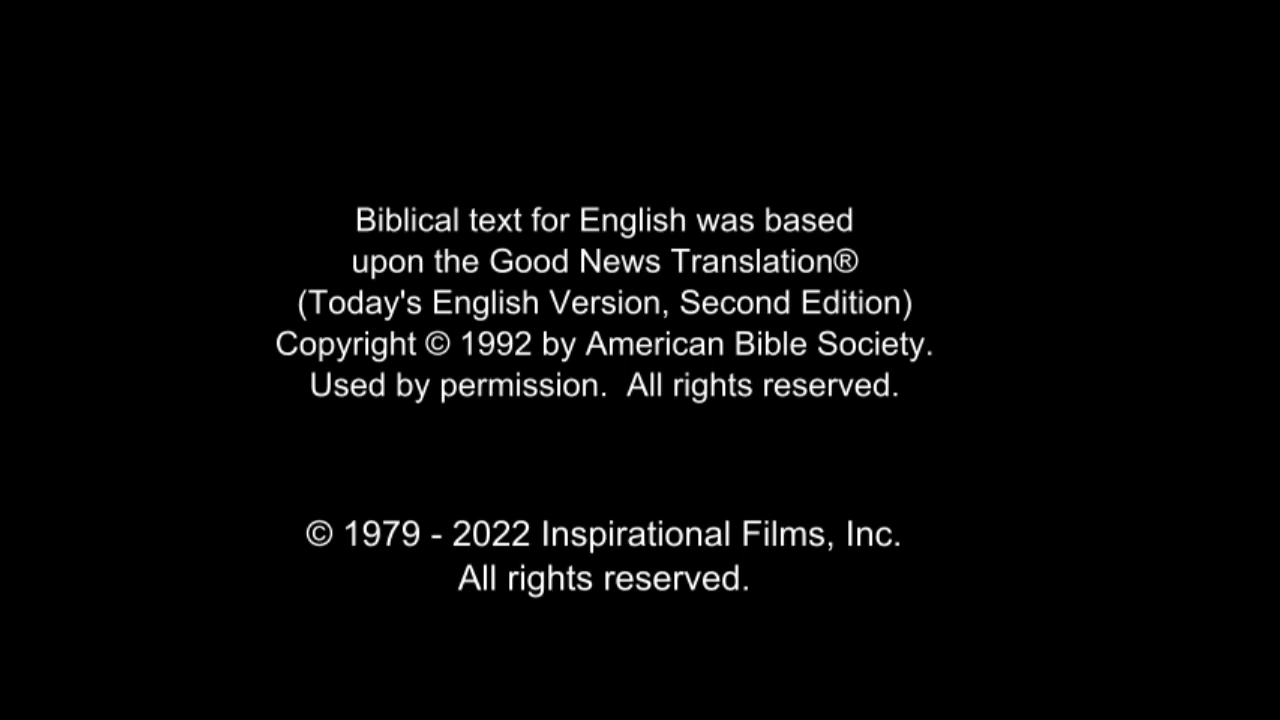 Biblical text for English was based
upon the Good News Translation®
(Today's English Version, Second Edition)
Copyright © 1992 by American Bible Society.
Used by permission.  All rights reserved.
© 1979 - 2022 Inspirational Films, Inc.
All rights reserved.